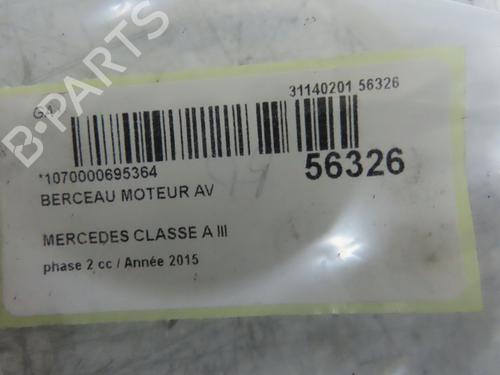 B-PARTS
31140201 56326
*1070000695364
56326
BERCEAU MOTEUR AV
MERCEDES CLASSE A III
phase 2 cc / Année 2015